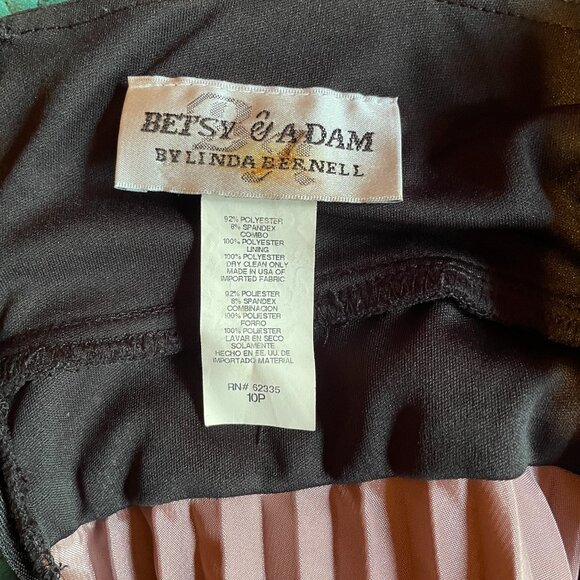 BETSY & ADAM
BY LINDA BERNELL
92% POLYESTER
8% SPANDEX
COMBO
100% POLYESTER
LINING
100% POLYESTER
DRY CLEAN ONLY
MADE IN USA OF
IMPORTED FABRIC
92% POLIESTER
8% SPANDEX
COMBINACION
100% POLIESTER
FORRO
100% POLIESTER
LAVAR EN SECO
SOLAMENTE
HECHO EN EE. UU. DE
IMPORTADO MATERIAL
RN# 62335
10P